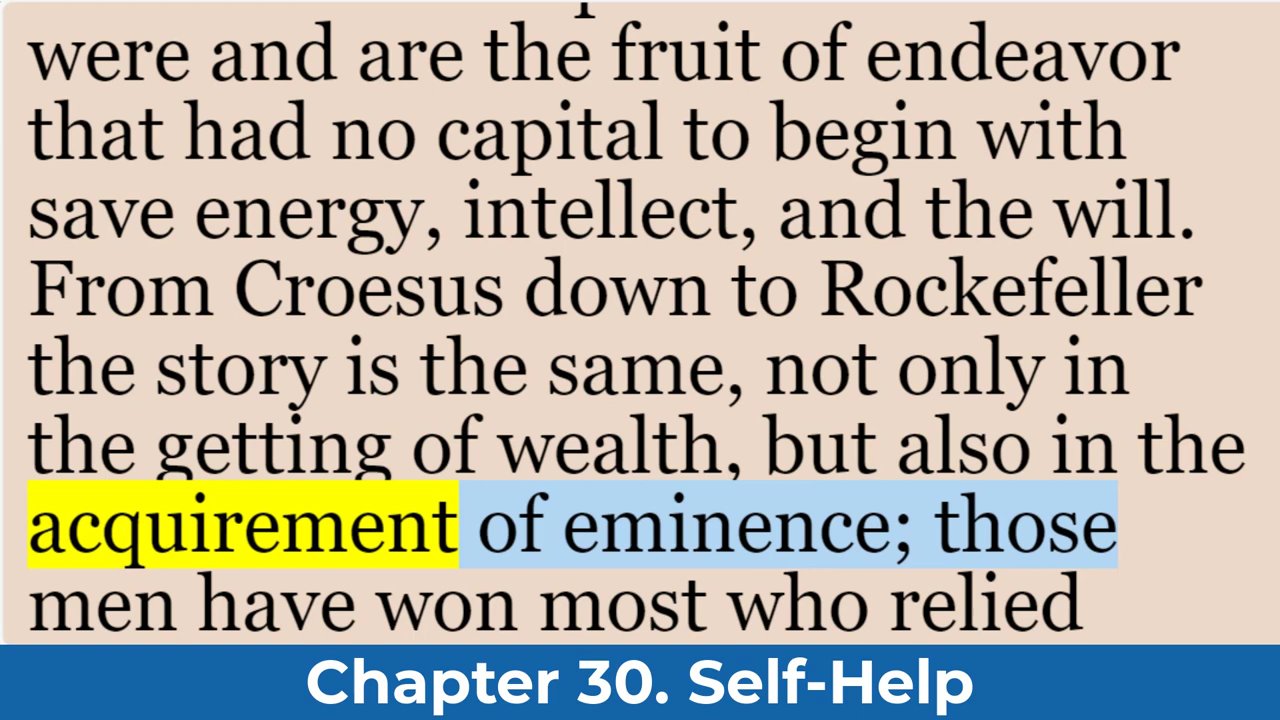 were and are the fruit of endeavor
that had no capital to begin with
save energy, intellect, and the will.
From Croesus down to Rockefeller
the story is the same, not only in
the getting of wealth, but also in the
acquirement of eminence; those
men have won most who relied
Chapter 30. Self-Help